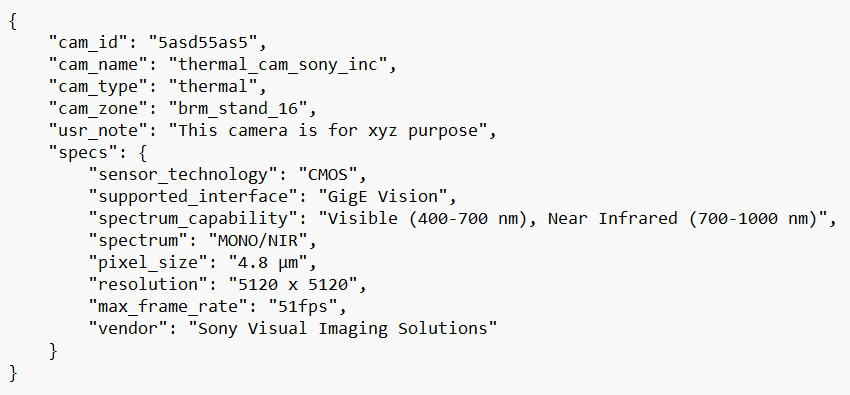 {
    "cam_id": "5asd55as5",
    "cam_name": "thermal_cam_sony_inc",
    "cam_type": "thermal",
    "cam_zone": "brm_stand_16",
    "usr_note": "This camera is for xyz purpose",
    "specs": {
        "sensor_technology": "CMOS",
        "supported_interface": "GigE Vision",
        "spectrum_capability": "Visible (400-700 nm), Near Infrared (700-1000 nm)",
        "spectrum": "MONO/NIR",
        "pixel_size": "4.8 µm",
        "resolution": "5120 x 5120",
        "max_frame_rate": "51fps",
        "vendor": "Sony Visual Imaging Solutions"
    }
}